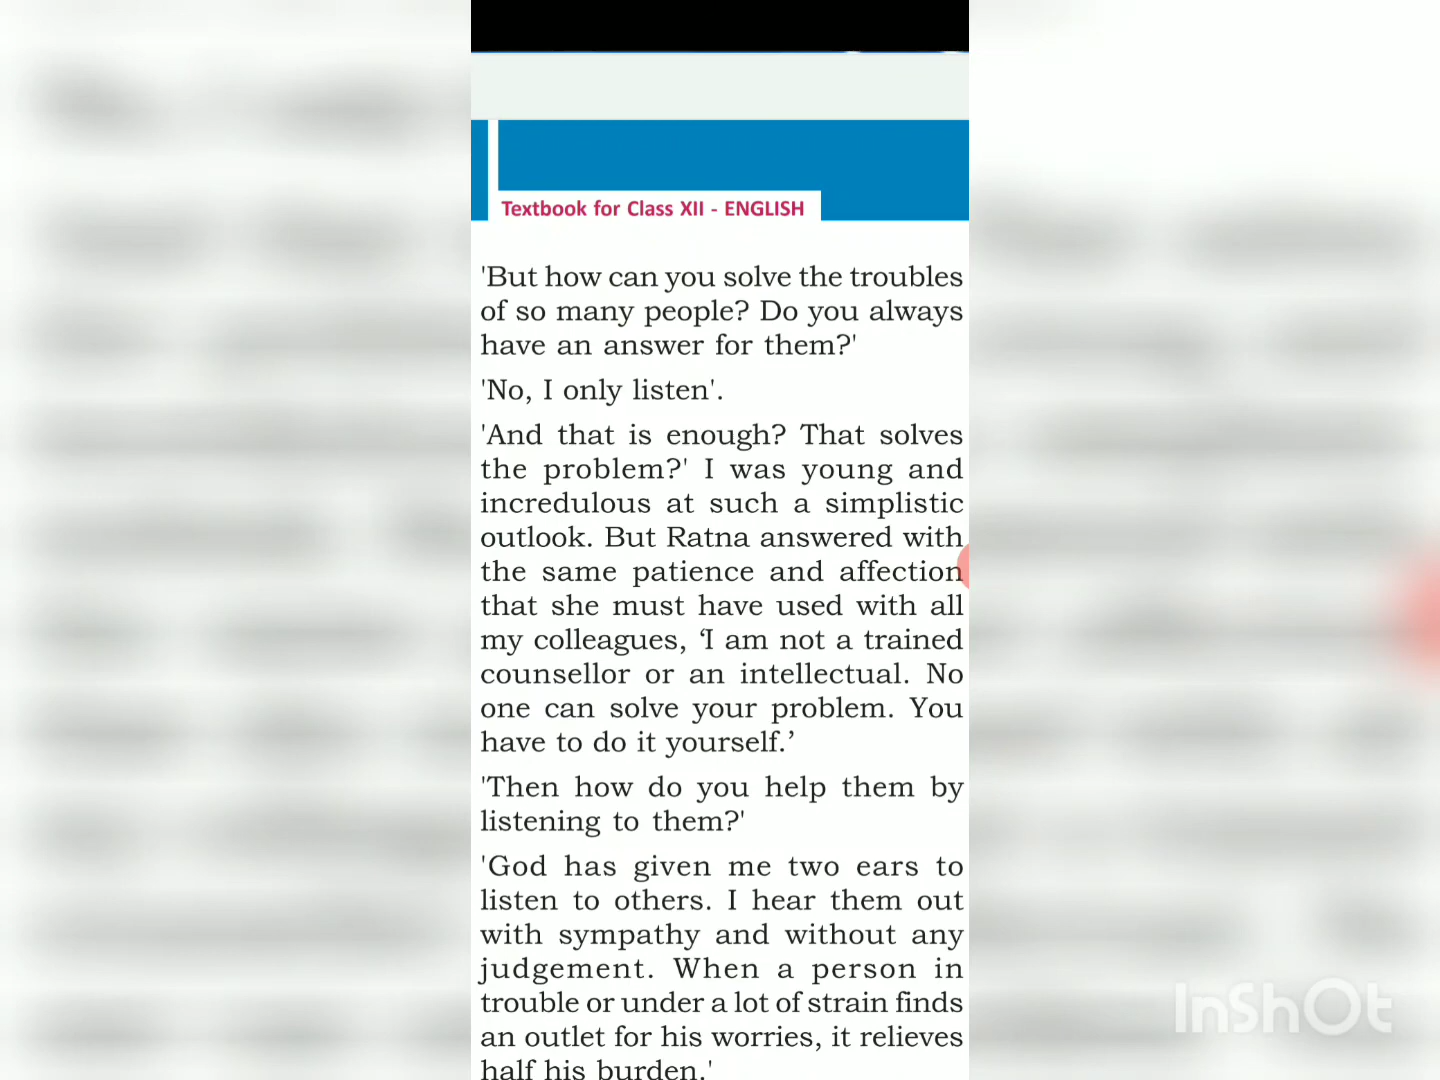 Textbook for Class XII - ENGLISH
'But how can you solve the troubles
of so many people? Do you always
have an answer for them?'
'No, I only listen'.
'And that is enough? That solves
the problem?' I was young and
incredulous at such a simplistic
outlook. But Ratna answered with
the same patience and affection
that she must have used with all
my colleagues, ‘I am not a trained
counsellor or an intellectual. No
one can solve your problem. You
have to do it yourself.’
'Then how do you help them by
listening to them?'
'God has given me two ears to
listen to others. I hear them out
with sympathy and without any
judgement. When a person in
trouble or under a lot of strain finds
an outlet for his worries, it relieves
half his burden.'
InShOt